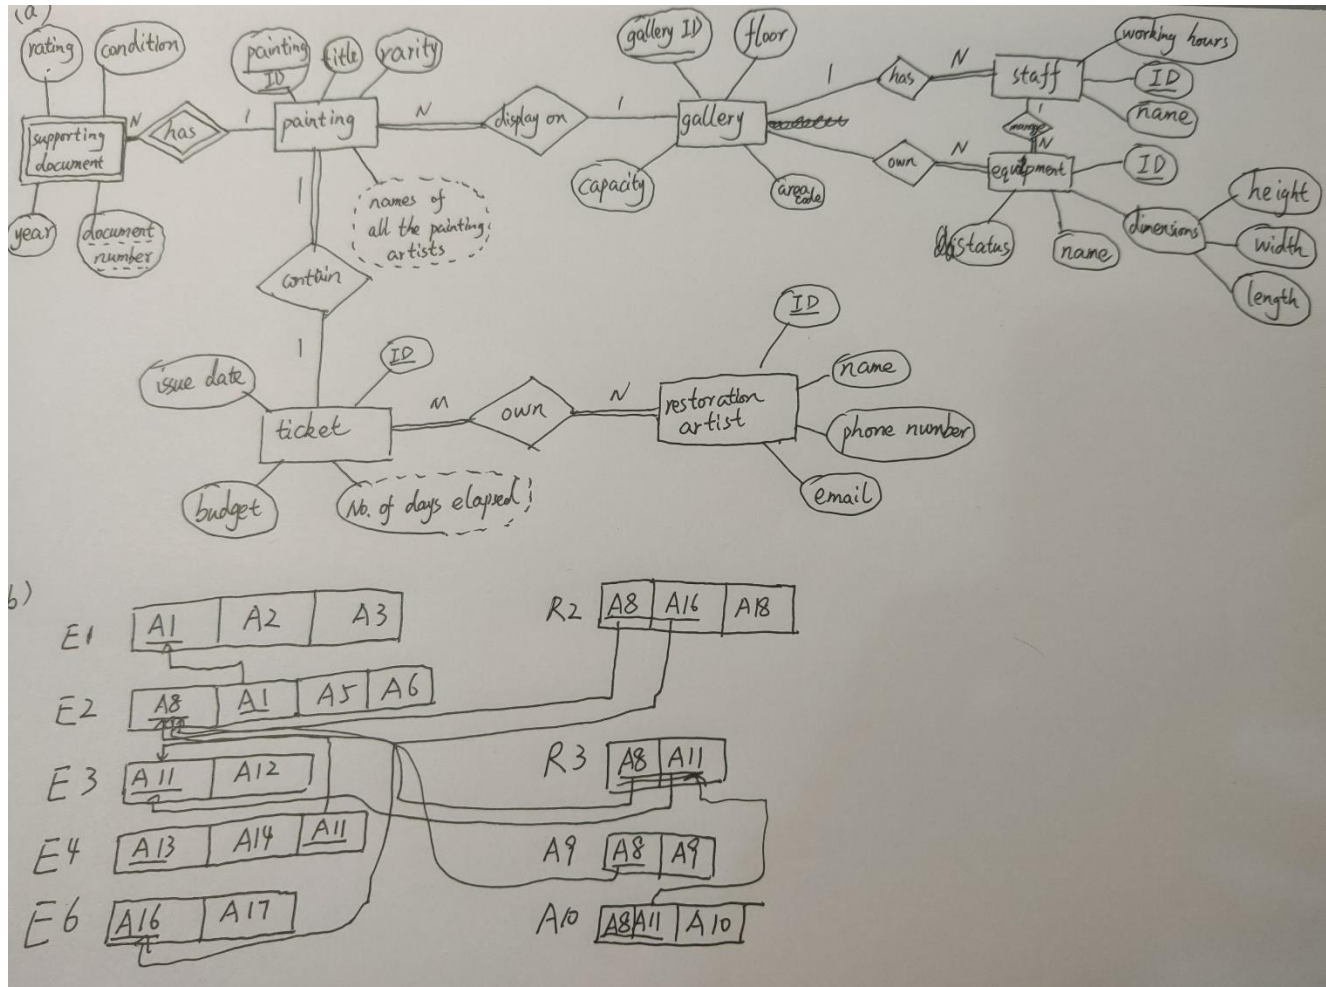 (a)
rating
condition
painting
ID
title
rarity
gallery ID
floor
working hours
supporting
document
N
has
1
painting
N
display on
1
gallery
1
has
N
staff
ID
name
1
manage
N
own
N
equipment
ID
year
document
number
1
names of
all the painting
artists
capacity
area
code
status
name
dimensions
height
width
length
contain
1
issue date
ID
ticket
M
own
N
restoration
artist
ID
name
phone number
email
budget
No. of days elapsed
b)
E1 A1 A2 A3
R2 A8 A16 A18
E2 A8 A1 A5 A6
E3 A11 A12
R3 A8 A11
E4 A13 A14 A11
A9 A8 A9
E6 A16 A17
A10 A8 A11 A10